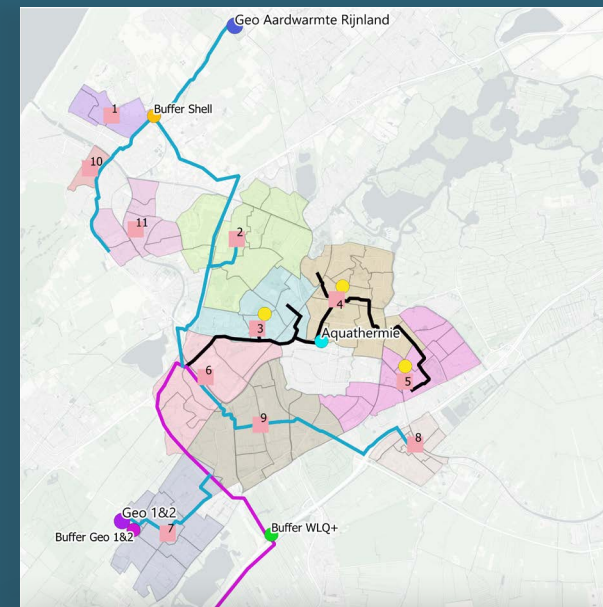 Geo Aardwarmte Rijnland
1
Buffer Shell
10
11
2
4
3
Aquathermie
6
5
9
8
Geo 1&2
7
Buffer Geo 1&2
Buffer WLQ+